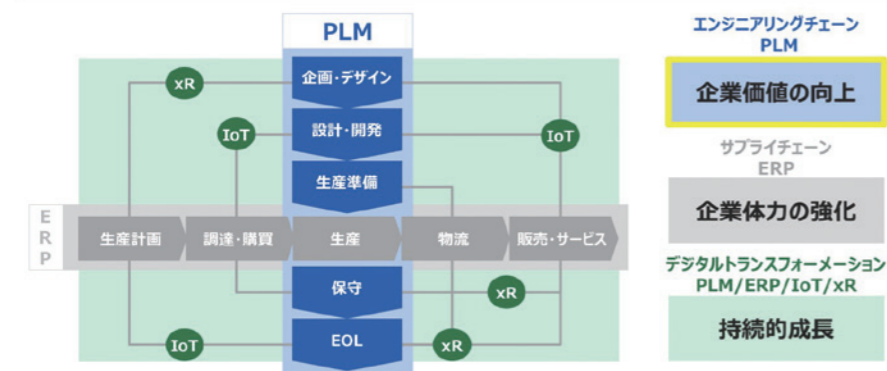 PLM
企画・デザイン
xR
設計・開発
IoT
IoT
生産準備
ERP
生産計画
調達・購買
生産
物流
販売・サービス
保守
xR
EOL
IoT
xR
エンジニアリングチェーン
PLM
企業価値の向上
サプライチェーン
ERP
企業体力の強化
デジタルトランスフォーメーション
PLM/ERP/IoT/xR
持続的成長